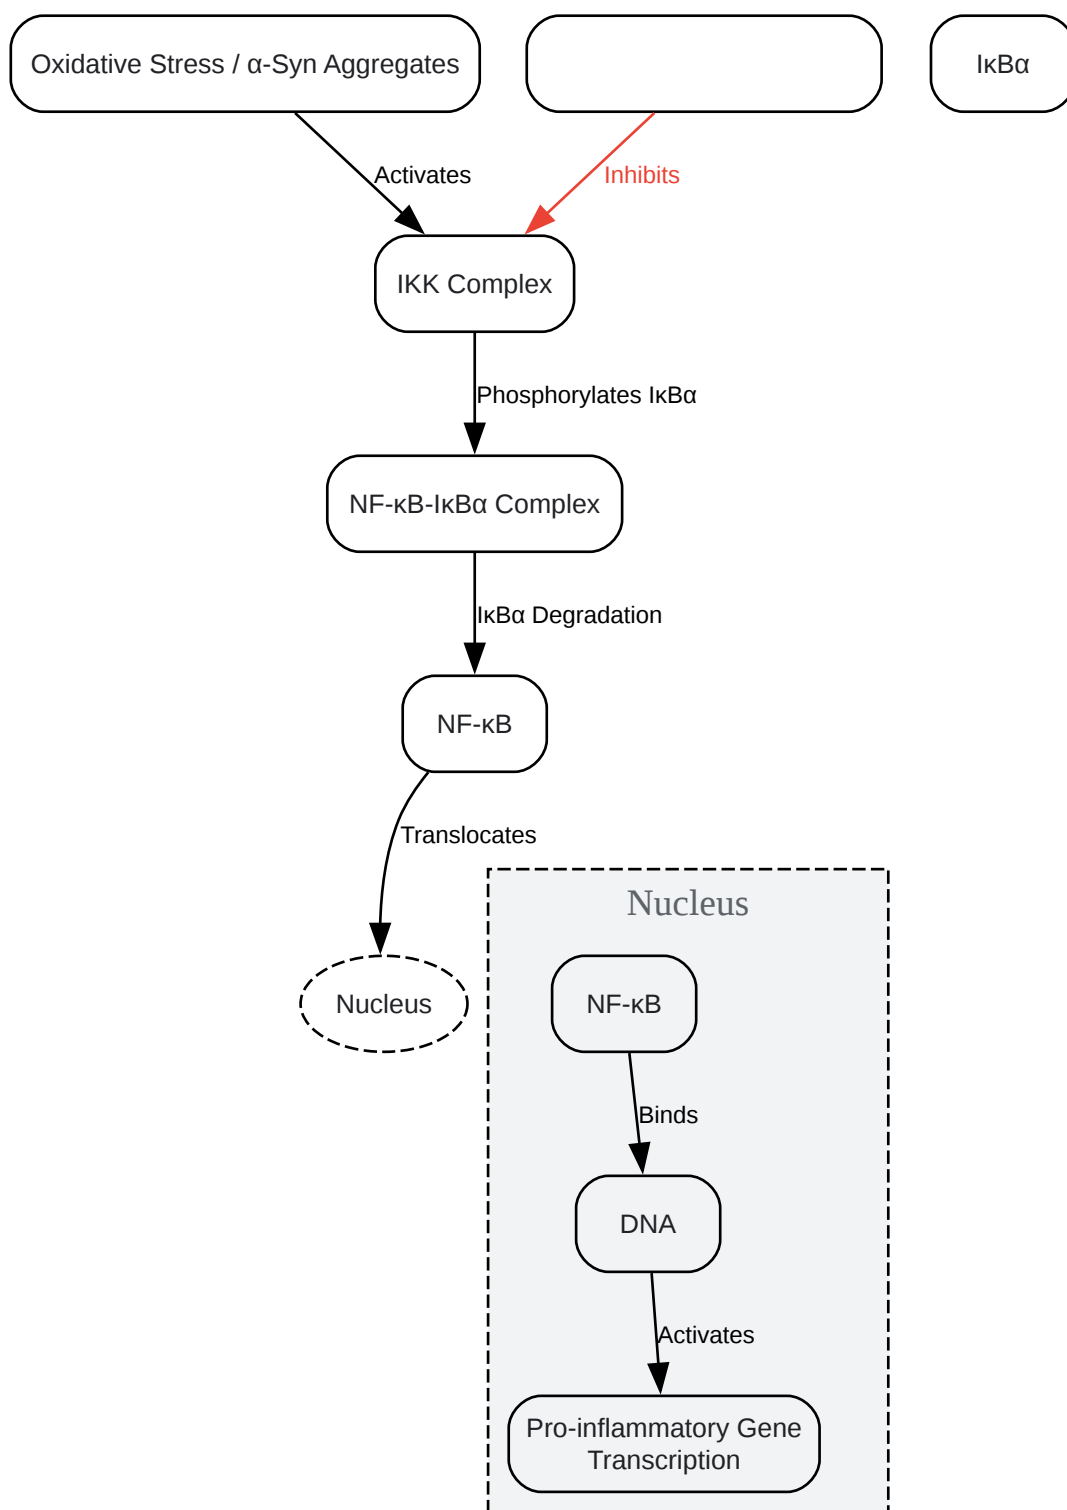 Oxidative Stress / α-Syn Aggregates
IκBα
Activates
Inhibits
IKK Complex
Phosphorylates IκBα
NF-κB-IκBα Complex
IκBα Degradation
NF-κB
Translocates
Nucleus
Nucleus
NF-κB
Binds
DNA
Activates
Pro-inflammatory Gene
Transcription